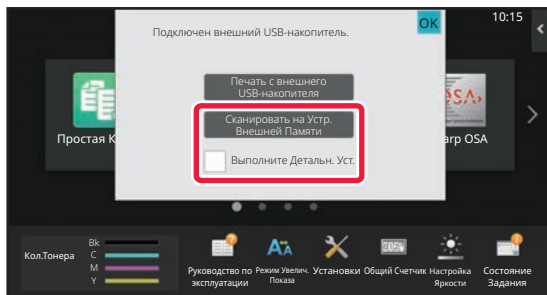 10:15
Подключен внешний USB-накопитель.
OK
Печать с внешнего
USB-накопителя
Сканировать на Устр.
Внешней Памяти
Выполните Детальн. Уст.
Простая К
arp OSA
Кол.Тонера
Bk
C
M
Y
Руководство по
эксплуатации
Режим Увелич.
Показа
Установки
Общий Счетчик
Настройка
Яркости
Состояние
Задания